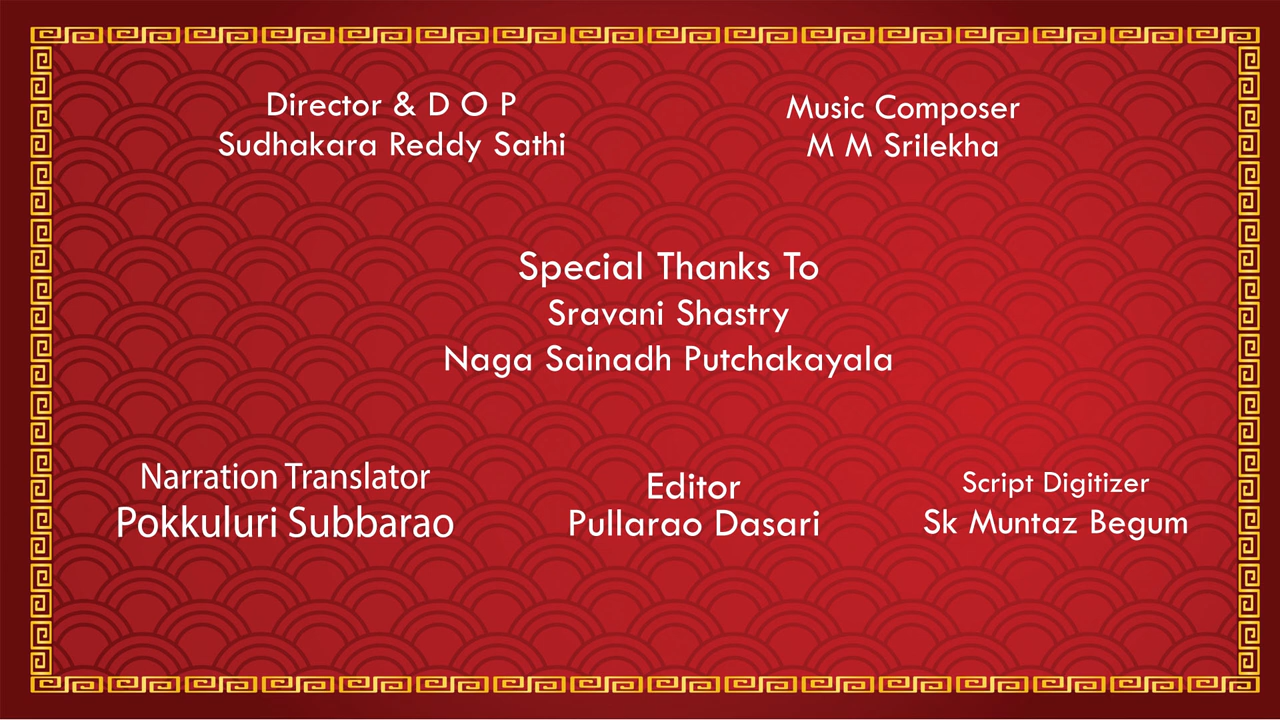 Director & D O P
Sudhakara Reddy Sathi
Music Composer
M M Srilekha
Special Thanks To
Sravani Shastry
Naga Sainadh Putchakayala
Narration Translator
Pokkuluri Subbarao
Editor
Pullarao Dasari
Script Digitizer
Sk Muntaz Begum